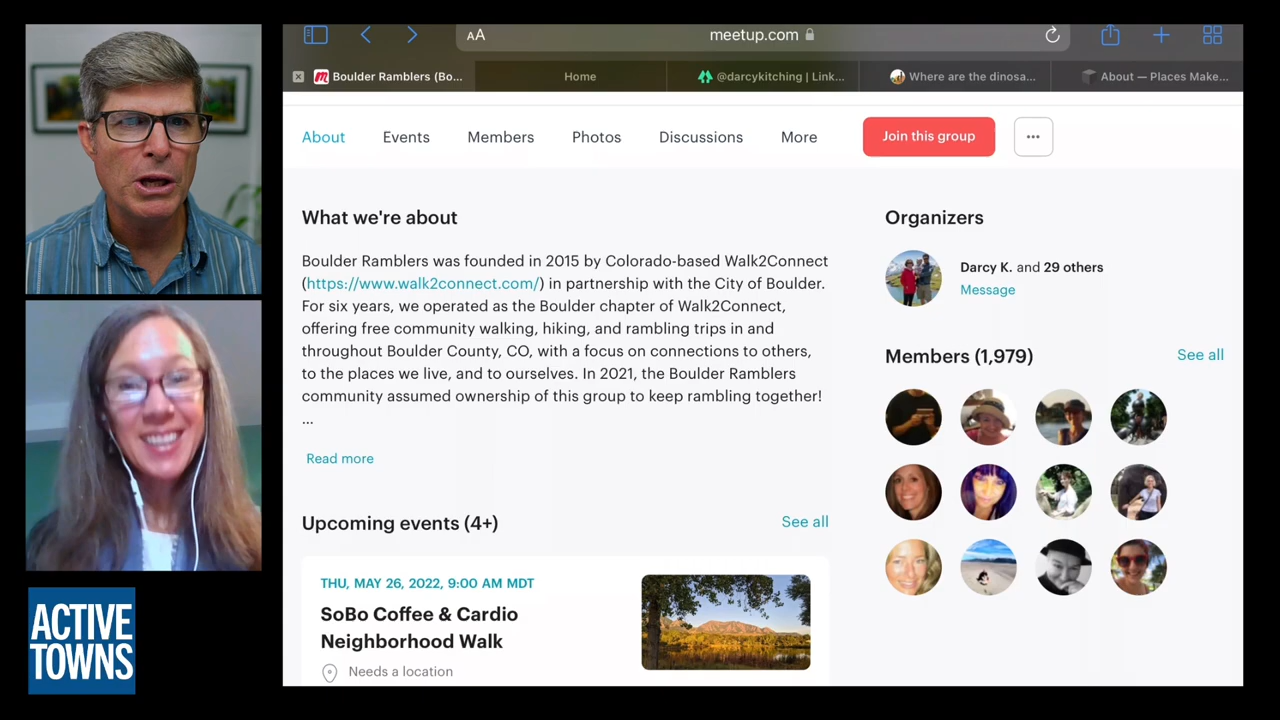 AA
meetup.com
Boulder Ramblers (Bo...
Home
@darcykitching | Link...
Where are the dinosa...
About — Places Make...
About
Events
Members
Photos
Discussions
More
Join this group
What we're about
Boulder Ramblers was founded in 2015 by Colorado-based Walk2Connect
(https://www.walk2connect.com/) in partnership with the City of Boulder.
For six years, we operated as the Boulder chapter of Walk2Connect,
offering free community walking, hiking, and rambling trips in and
throughout Boulder County, CO, with a focus on connections to others,
to the places we live, and to ourselves. In 2021, the Boulder Ramblers
community assumed ownership of this group to keep rambling together!
...
Read more
Upcoming events (4+)
See all
THU, MAY 26, 2022, 9:00 AM MDT
SoBo Coffee & Cardio
Neighborhood Walk
Needs a location
Organizers
Darcy K. and 29 others
Message
Members (1,979)
See all
ACTIVE
TOWNS